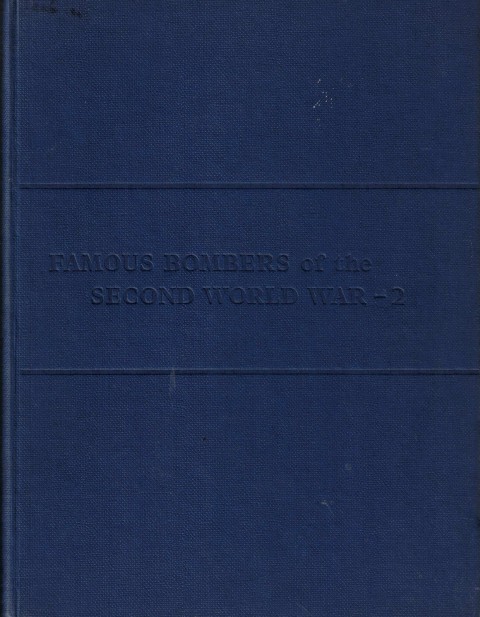 FAMOUS BOMBERS of the
SECOND WORLD WAR - 2